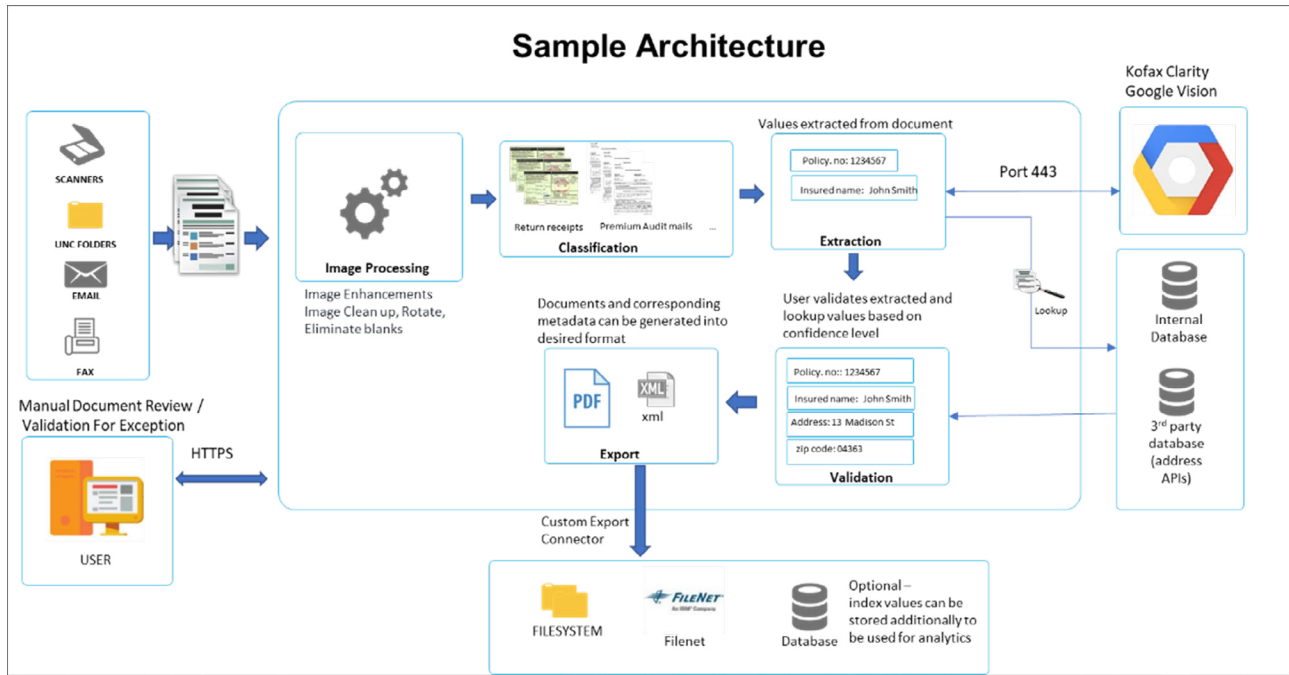 Sample Architecture
Kofax Clarity
Google Vision
SCANNERS
UNC FOLDERS
EMAIL
FAX
Manual Document Review /
Validation For Exception
USER
HTTPS
Image Processing
Image Enhancements
Image Clean up, Rotate,
Eliminate blanks
Return receipts
Premium Audit mails
...
Classification
Values extracted from document
Policy. no: 1234567
Insured name: John Smith
Extraction
Port 443
User validates extracted and
lookup values based on
confidence level
Policy. no:: 1234567
Insured name: John Smith
Address: 13 Madison St
zip code: 04363
Validation
Lookup
Internal
Database
3rd party
database
(address
APIs)
Documents and corresponding
metadata can be generated into
desired format
PDF
XML
xml
Export
Custom Export
Connector
FILESYSTEM
FILENET
An IBM Company
Filenet
Database
Optional –
index values can be
stored additionally to
be used for analytics